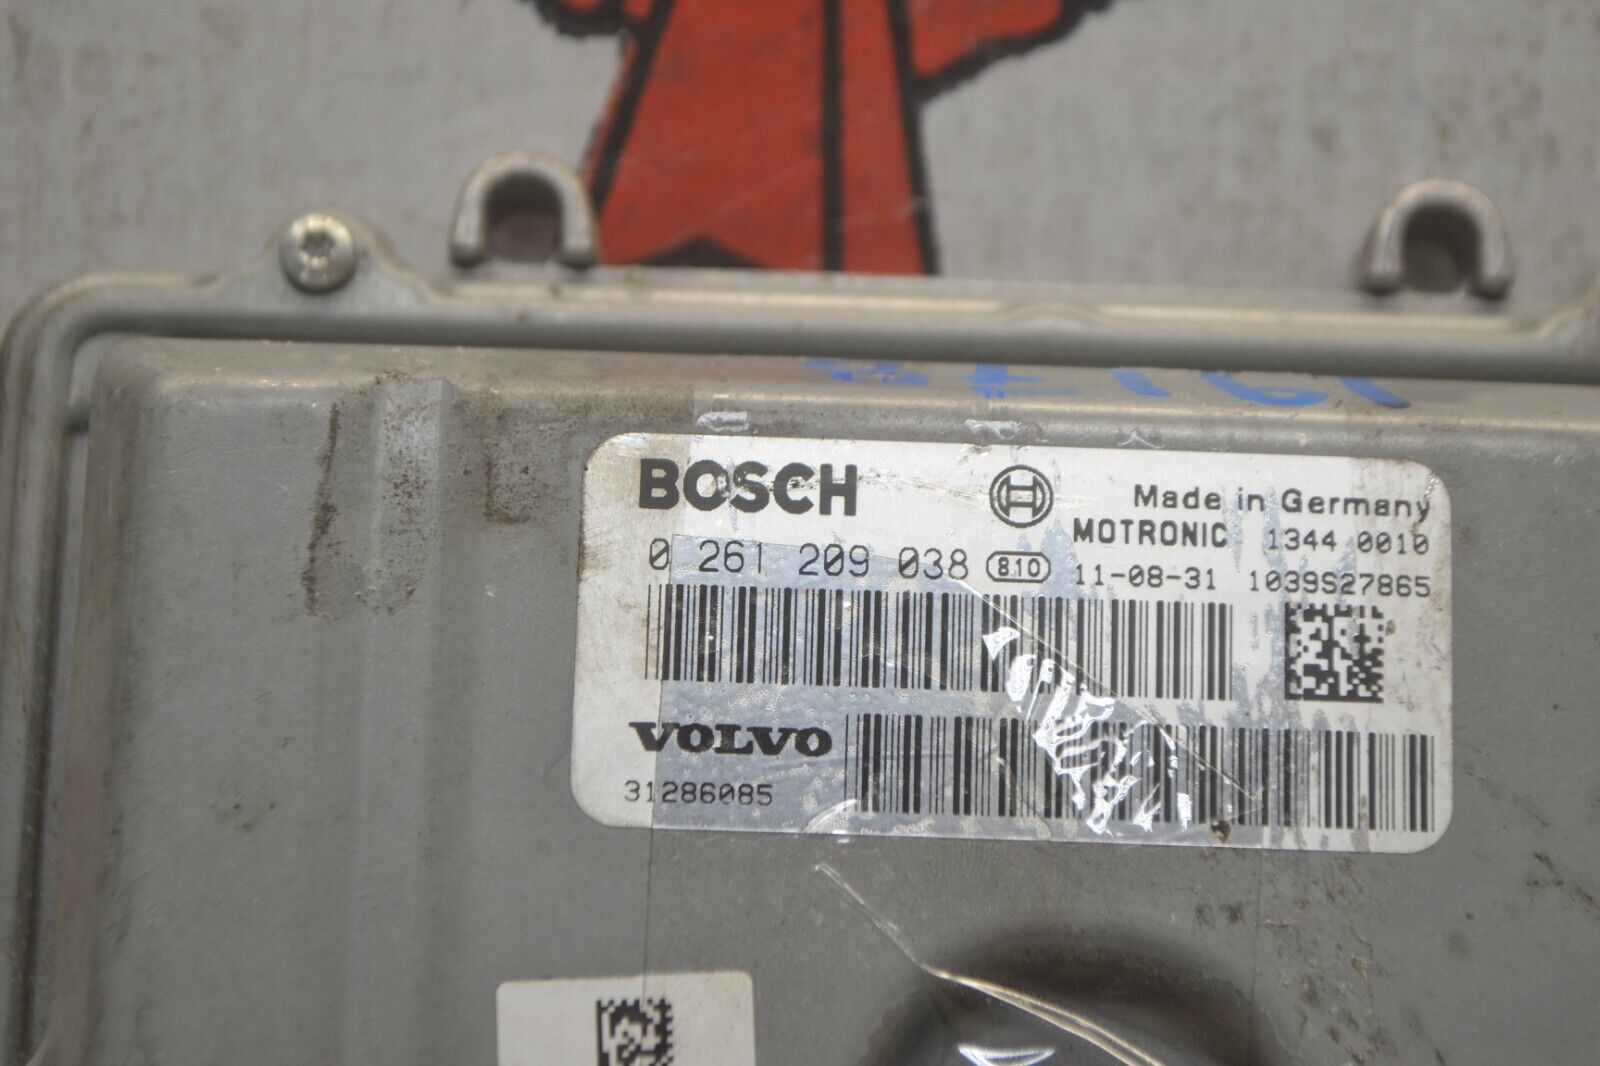 BOSCH
Made in Germany
MOTRONIC 1344 0010
0 261 209 038 810 11-08-31 1039S27865
VOLVO
31286085